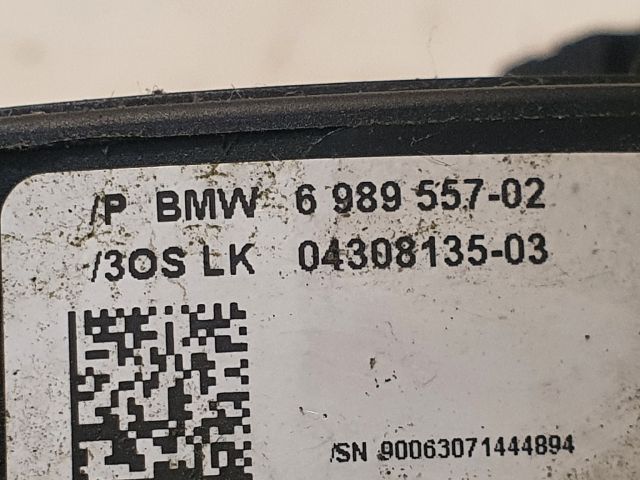 /P BMW 6 989 557-02
/3OS LK 04308135-03
/SN 90063071444894